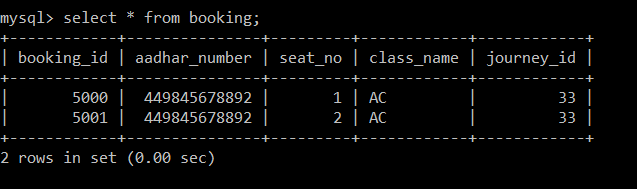 mysql> select * from booking;
+------------+---------------+---------+------------+------------+
| booking_id | aadhar_number | seat_no | class_name | journey_id |
+------------+---------------+---------+------------+------------+
|       5000 |  449845678892 |       1 | AC         |         33 |
|       5001 |  449845678892 |       2 | AC         |         33 |
+------------+---------------+---------+------------+------------+
2 rows in set (0.00 sec)